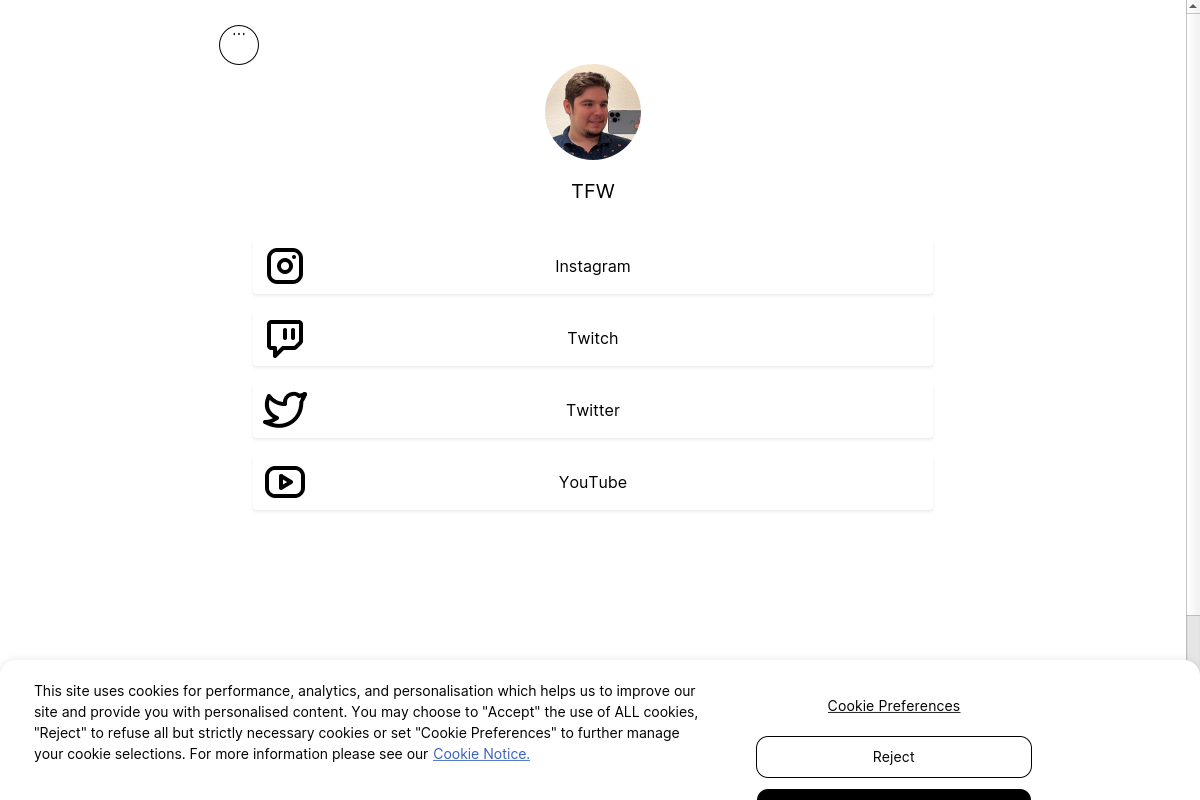 ...
TFW
Instagram
Twitch
Twitter
YouTube
This site uses cookies for performance, analytics, and personalisation which helps us to improve our
site and provide you with personalised content. You may choose to "Accept" the use of ALL cookies,
"Reject" to refuse all but strictly necessary cookies or set "Cookie Preferences" to further manage
your cookie selections. For more information please see our Cookie Notice.
Cookie Preferences
Reject